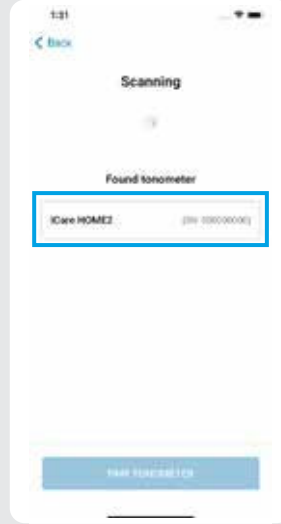 1:31
Back
Scanning
Found tonometer
iCare HOME2
PAIR TONOMETER